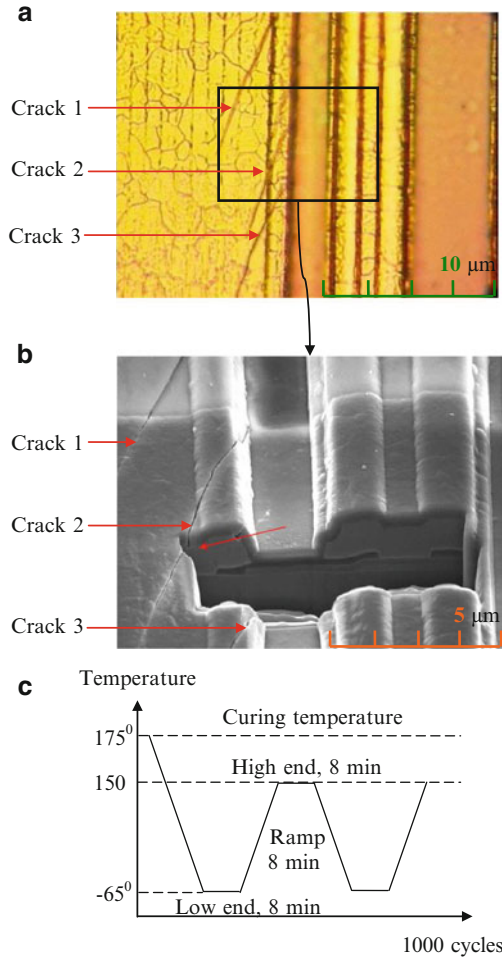 a
Crack 1
Crack 2
Crack 3
10 μm
b
Crack 1
Crack 2
Crack 3
5 μm
c
Temperature
Curing temperature
175⁰
High end, 8 min
150
Ramp
8 min
-65⁰
Low end, 8 min
1000 cycles